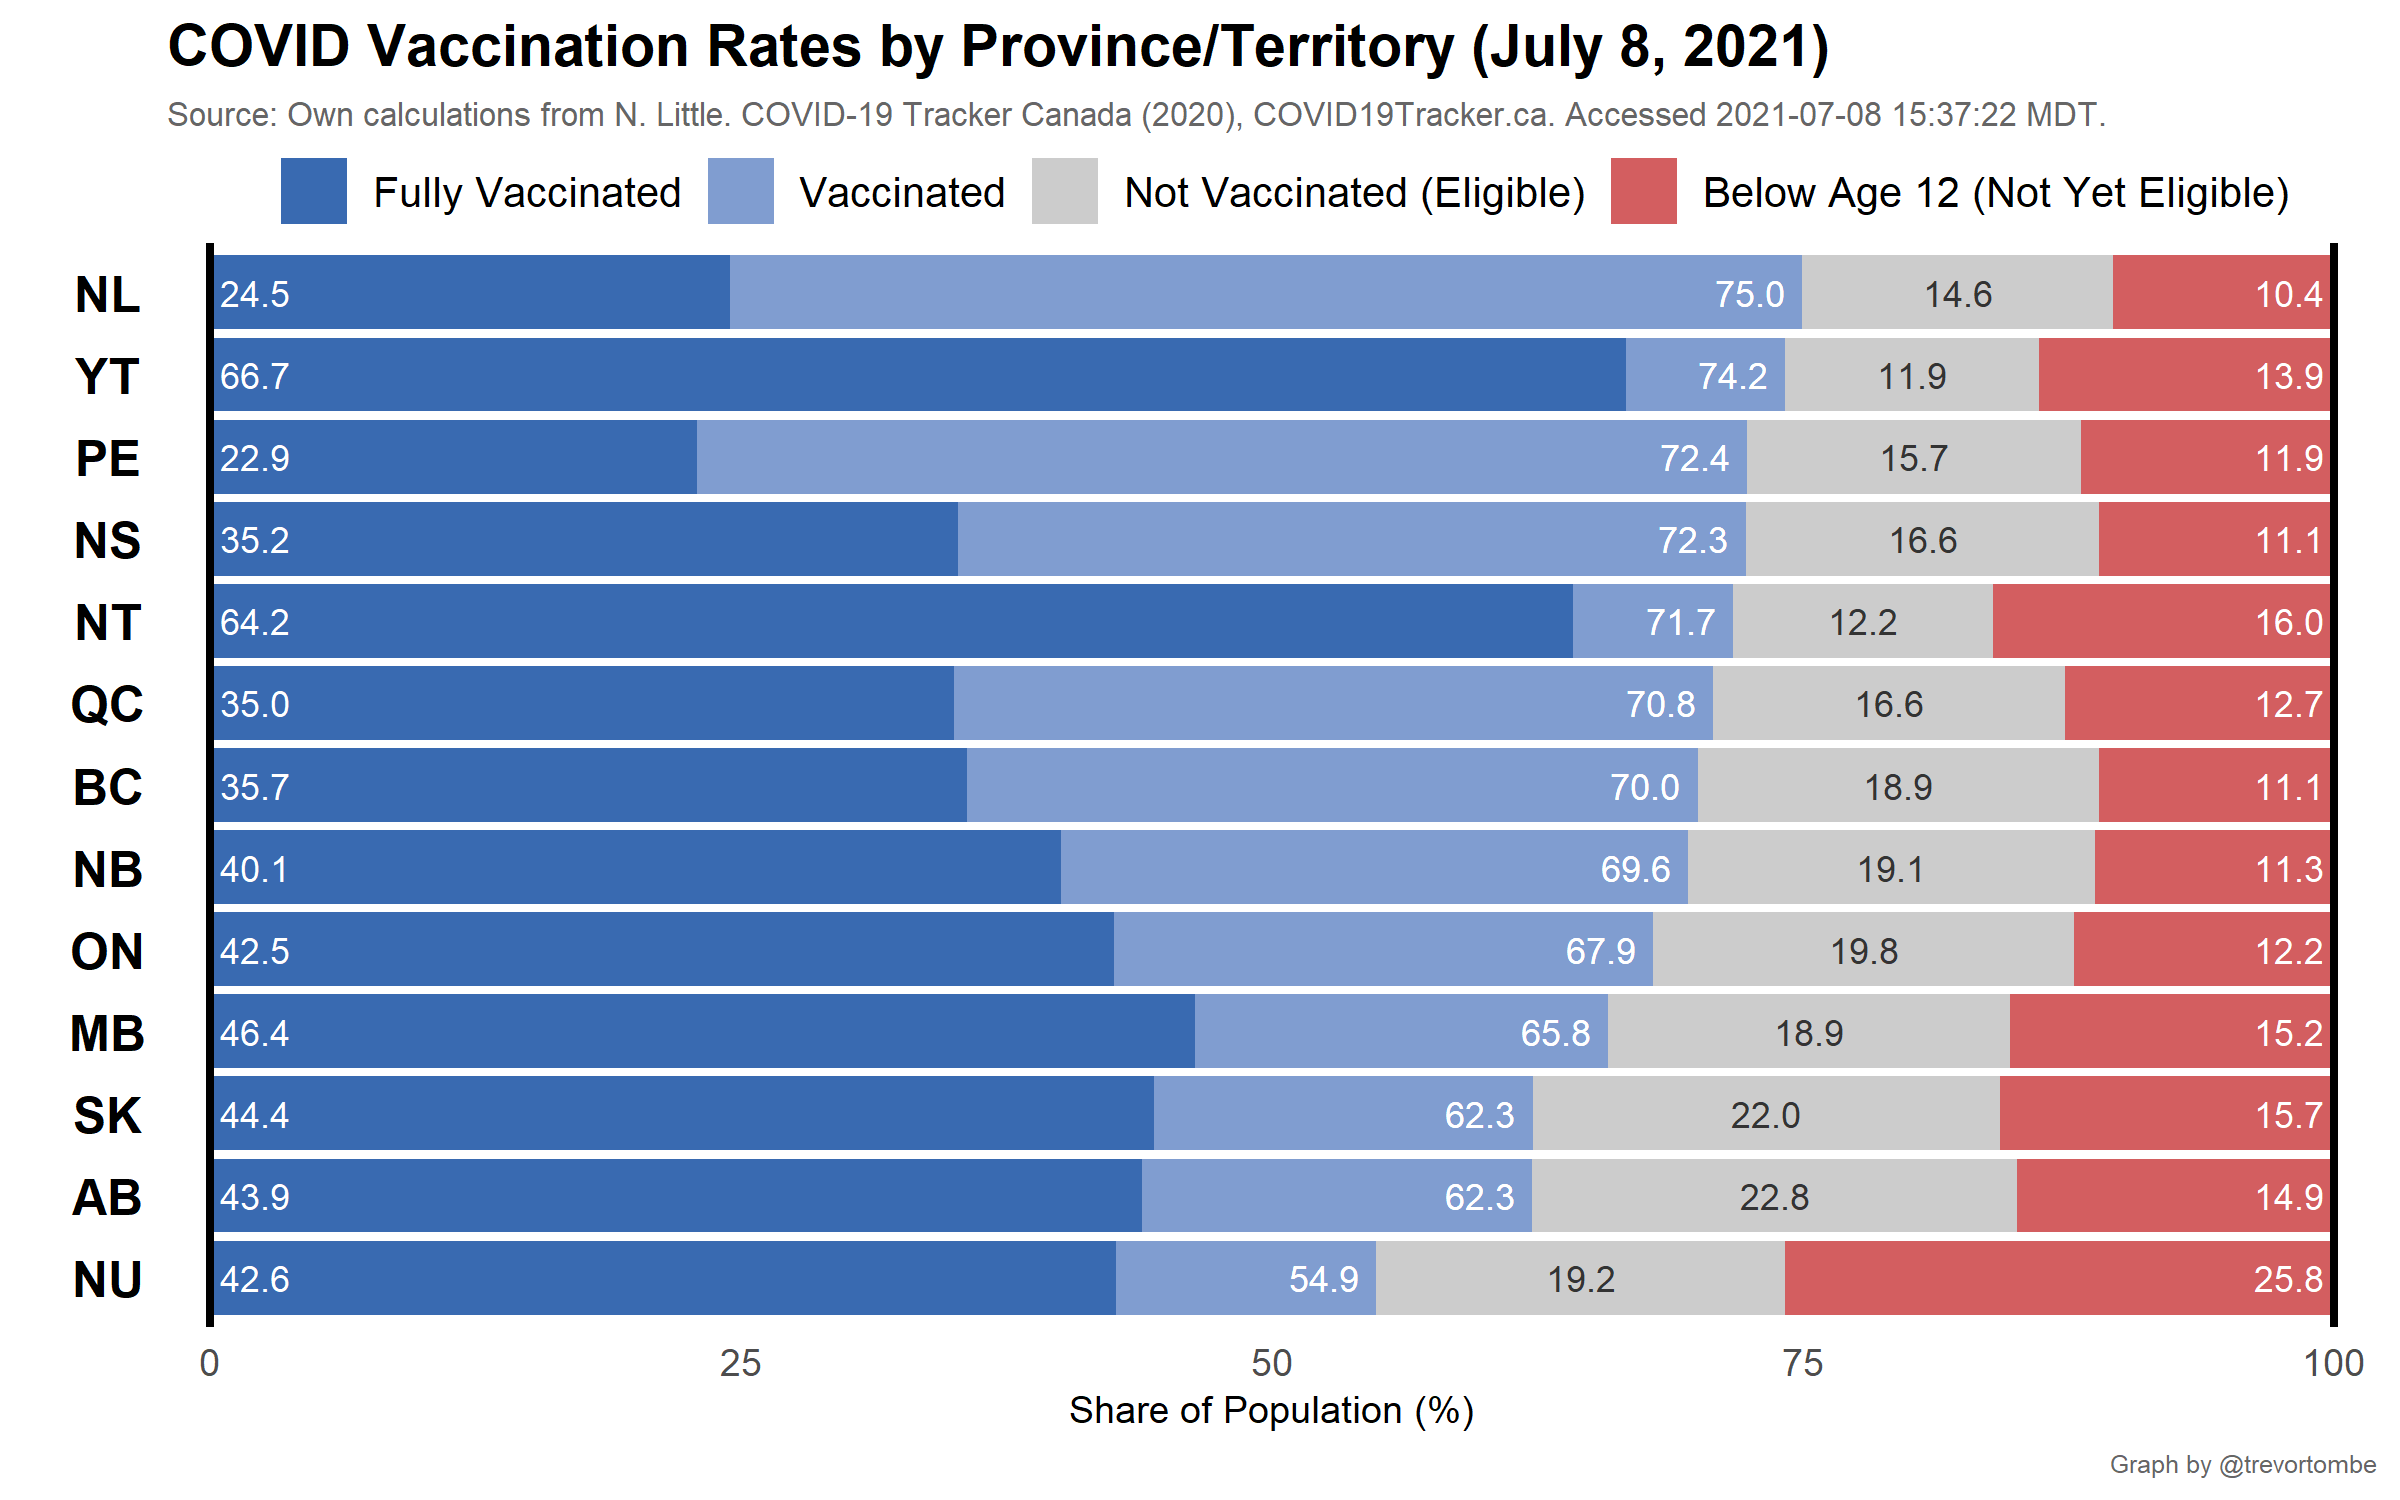 COVID Vaccination Rates by Province/Territory (July 8, 2021)
Source: Own calculations from N. Little. COVID-19 Tracker Canada (2020), COVID19Tracker.ca. Accessed 2021-07-08 15:37:22 MDT.
Fully Vaccinated Vaccinated Not Vaccinated (Eligible) Below Age 12 (Not Yet Eligible)
NL 24.5 75.0 14.6 10.4
YT 66.7 74.2 11.9 13.9
PE 22.9 72.4 15.7 11.9
NS 35.2 72.3 16.6 11.1
NT 64.2 71.7 12.2 16.0
QC 35.0 70.8 16.6 12.7
BC 35.7 70.0 18.9 11.1
NB 40.1 69.6 19.1 11.3
ON 42.5 67.9 19.8 12.2
MB 46.4 65.8 18.9 15.2
SK 44.4 62.3 22.0 15.7
AB 43.9 62.3 22.8 14.9
NU 42.6 54.9 19.2 25.8
0 25 50 75 100
Share of Population (%)
Graph by @trevortombe